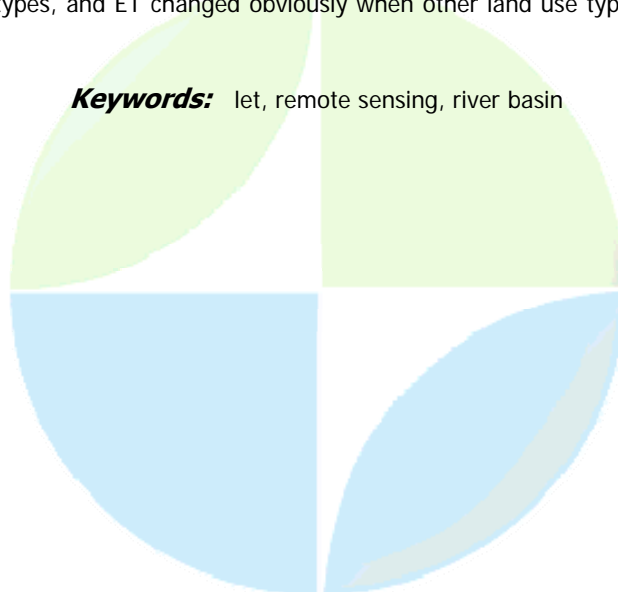 types, and ET changed obviously when other land use typ
Keywords: let, remote sensing, river basin